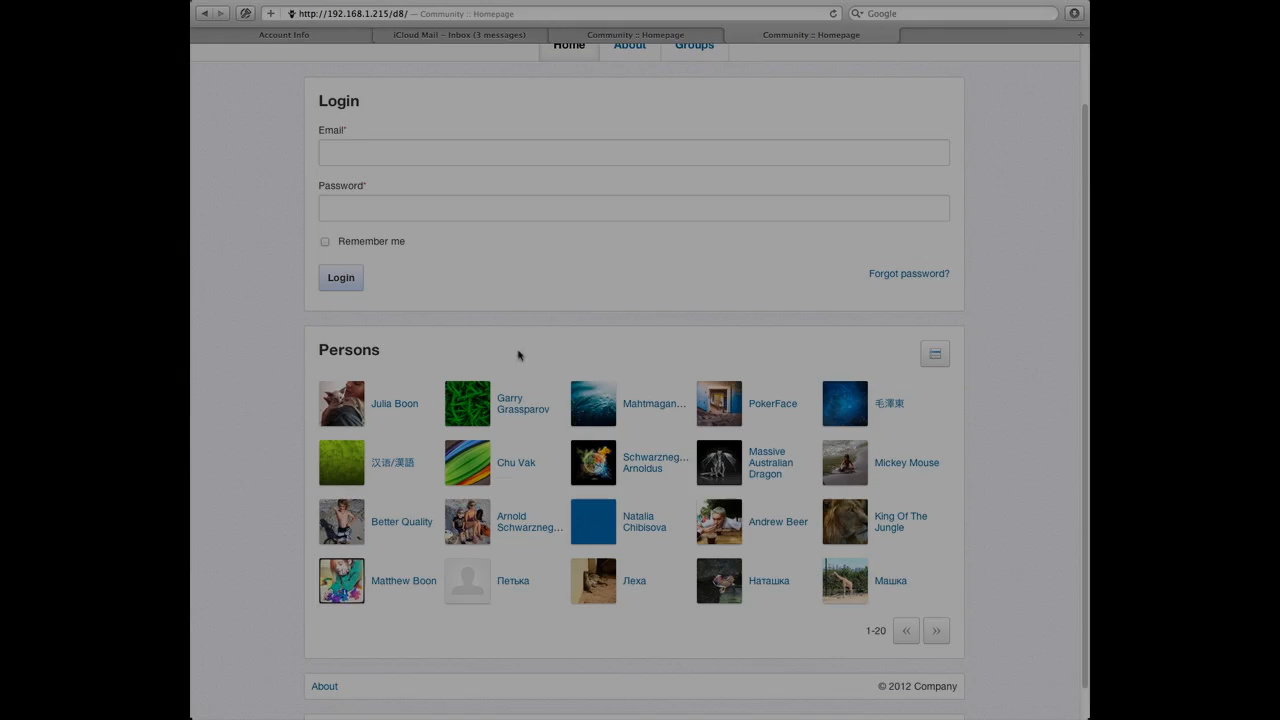 http://192.168.1.215/d8/ — Community :: Homepage
Google
Account Info
iCloud Mail – Inbox (3 messages)
Community :: Homepage
Community :: Homepage
Home
About
Groups
Login
Email*
Password*
Remember me
Login
Forgot password?
Persons
Julia Boon
Garry
Grassparov
Mahtmagan...
PokerFace
毛澤東
汉语/漢語
Chu Vak
Schwarzneg...
Arnoldus
Massive
Australian
Dragon
Mickey Mouse
Better Quality
Arnold
Schwarzneg...
Natalia
Chibisova
Andrew Beer
King Of The
Jungle
Matthew Boon
Петька
Леха
Наташка
Машка
1-20
About
© 2012 Company